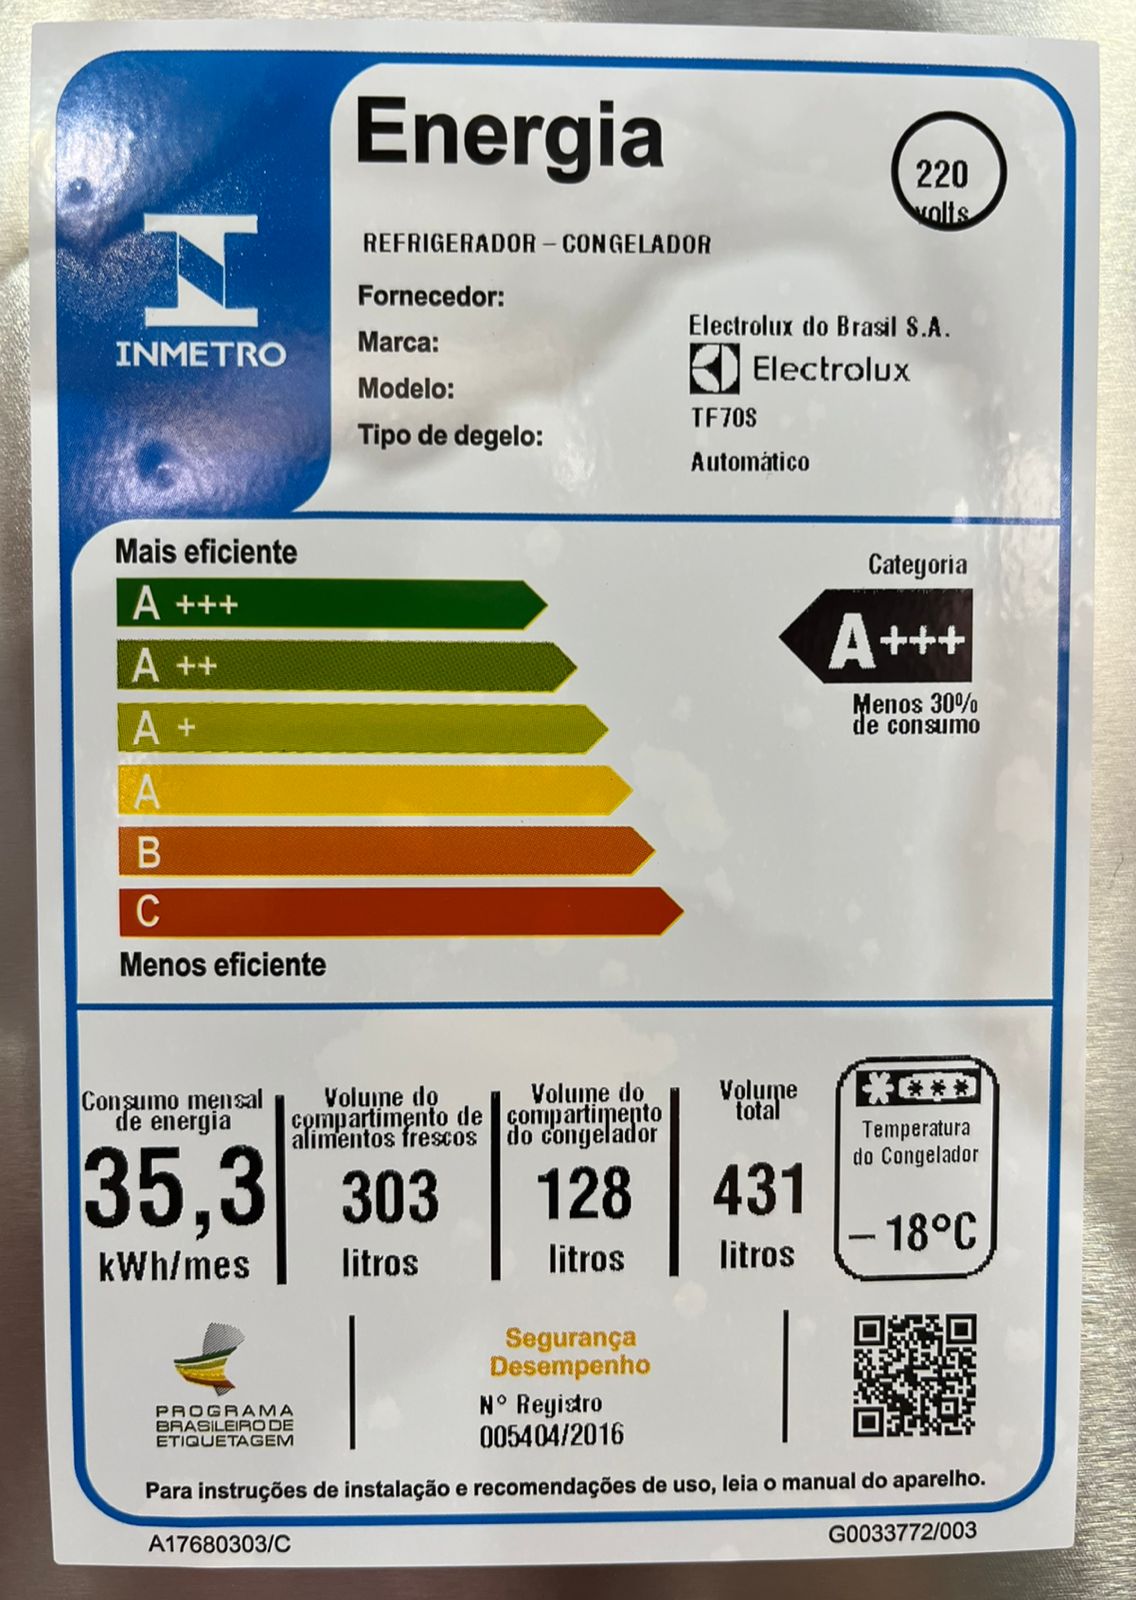 Energia
220
volts
INMETRO
REFRIGERADOR – CONGELADOR
Fornecedor:
Electrolux do Brasil S.A.
Marca:
Electrolux
Modelo:
TF70S
Tipo de degelo:
Automático
Mais eficiente
A +++
A ++
A +
A
B
C
Menos eficiente
Categoria
A+++
Menos 30%
de consumo
Consumo mensal
de energia
35,3
kWh/mes
Volume do
compartimento de
alimentos frescos
303
litros
Volume do
compartimento
do congelador
128
litros
Volume
total
431
litros
Temperatura
do Congelador
– 18°C
PROGRAMA
BRASILEIRO DE
ETIQUETAGEM
Segurança
Desempenho
N° Registro
005404/2016
Para instruções de instalação e recomendações de uso, leia o manual do aparelho.
A17680303/C
G0033772/003